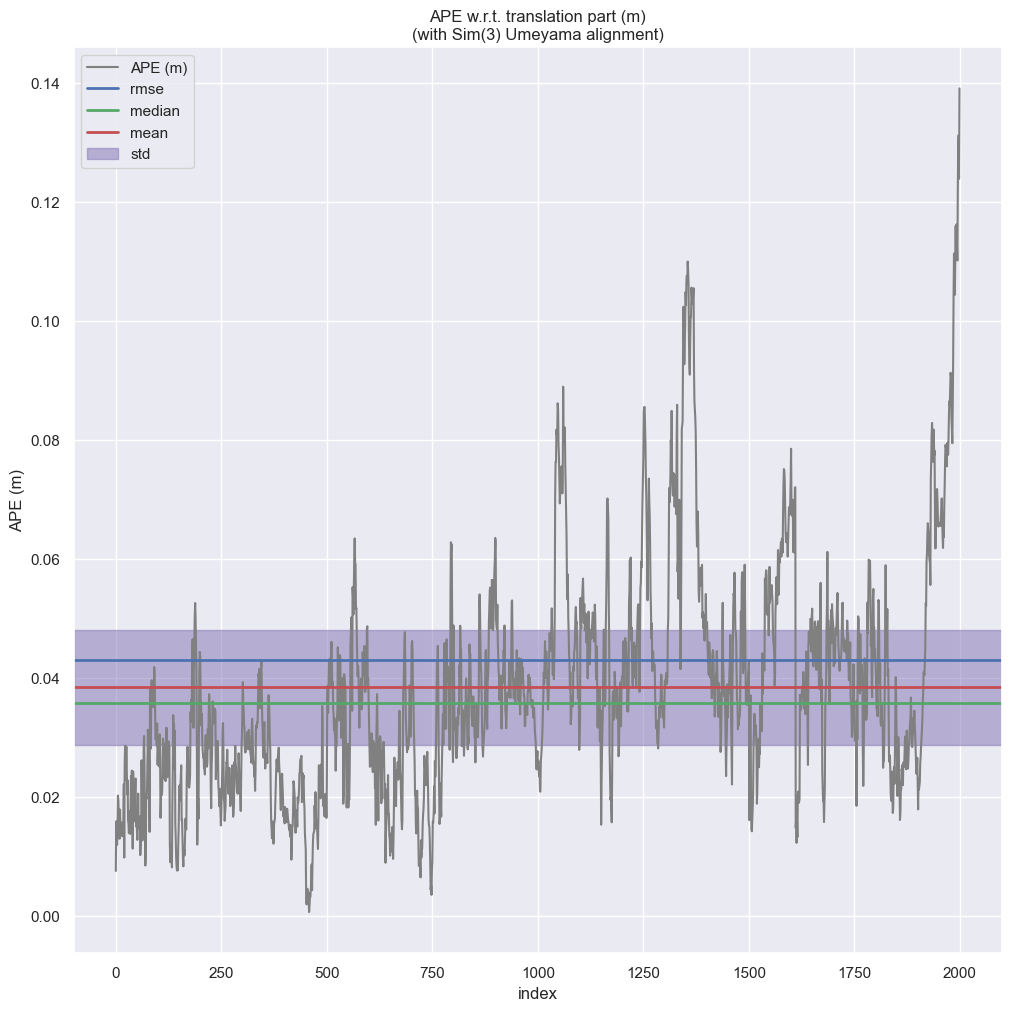 APE w.r.t. translation part (m)
(with Sim(3) Umeyama alignment)
APE (m)
rmse
median
mean
std
0.14
0.12
0.10
0.08
0.06
0.04
0.02
0.00
APE (m)
0 250 500 750 1000 1250 1500 1750 2000
index